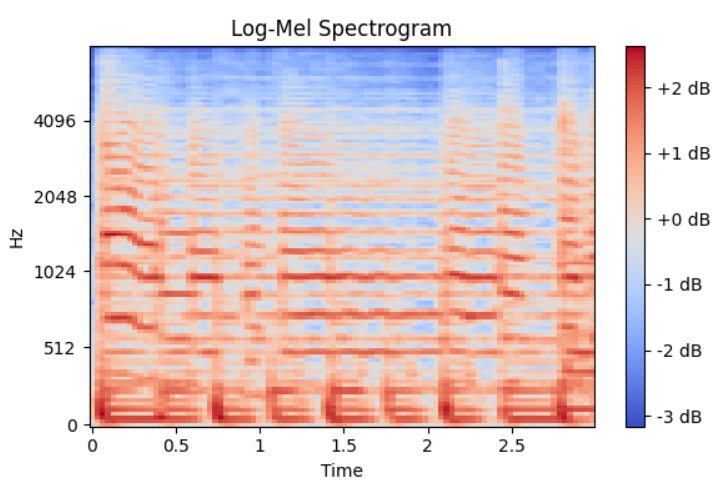 Log-Mel Spectrogram
4096
2048
1024
512
0
Hz
0
0.5
1
1.5
2
2.5
Time
+2 dB
+1 dB
+0 dB
-1 dB
-2 dB
-3 dB